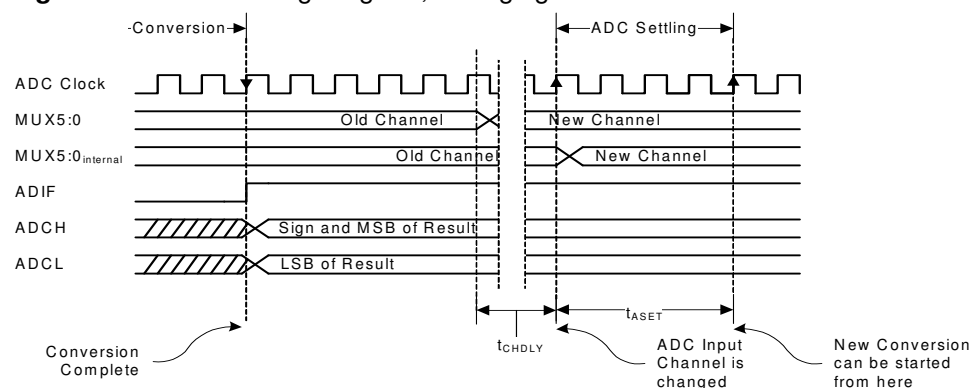 -Conversion
ADC Settling
ADC Clock
MUX5:0
Old Channel
New Channel
MUX5:0internal
Old Channel
New Channel
ADIF
ADCH
Sign and MSB of Result
ADCL
LSB of Result
tCHDLY
tASET
Conversion
Complete
ADC Input
Channel is
changed
New Conversion
can be started
from here